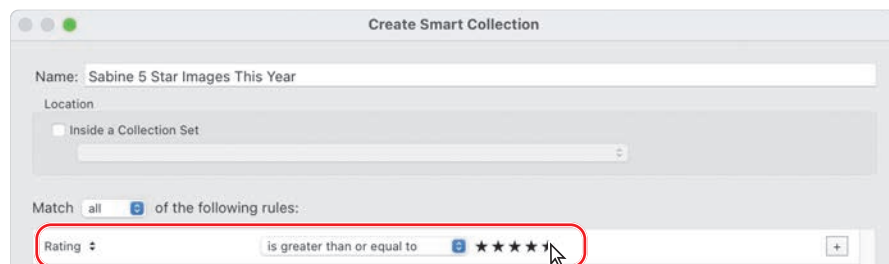 Create Smart Collection
Name: Sabine 5 Star Images This Year
Location
Inside a Collection Set
Match all of the following rules:
Rating is greater than or equal to ★★★★★ +